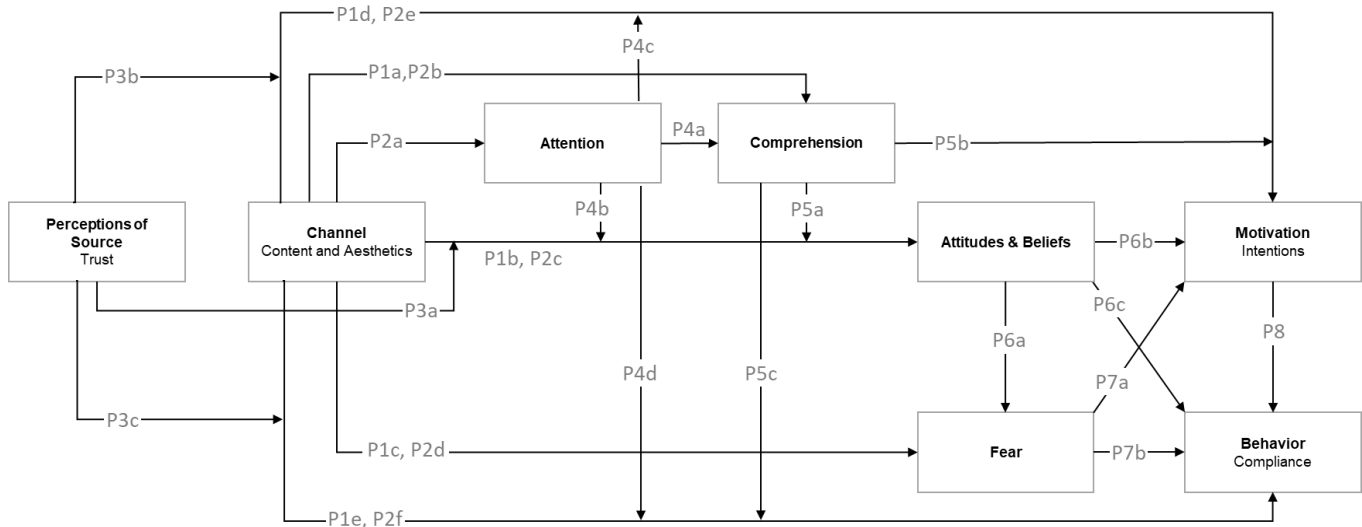 P1d, P2e
P4c
P3b
P1a,P2b
P2a
Attention
P4a
Comprehension
P5b
P4b
P5a
Perceptions of
Source
Trust
Channel
Content and Aesthetics
P1b, P2c
Attitudes & Beliefs
P6b
Motivation
Intentions
P3a
P6c
P6a
P8
P4d
P5c
P7a
P3c
P1c, P2d
Fear
P7b
Behavior
Compliance
P1e, P2f